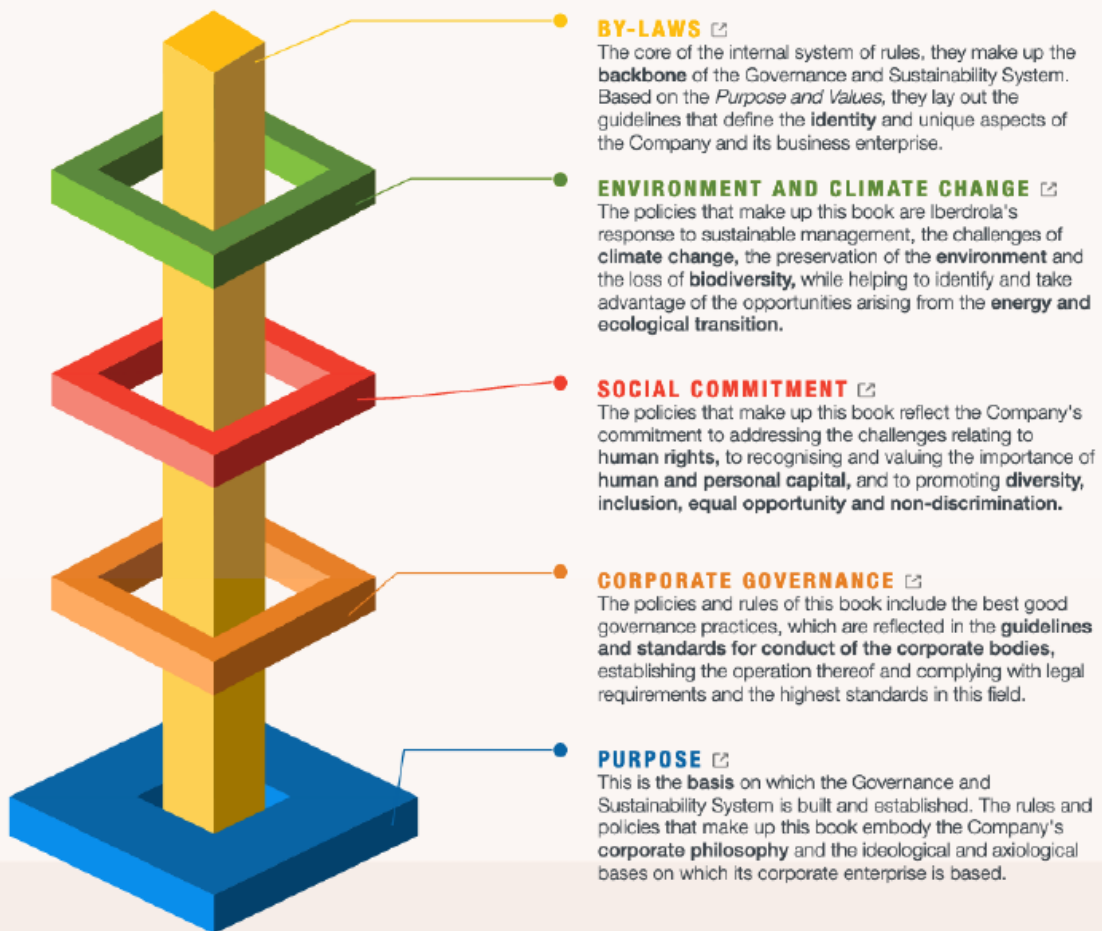 BY-LAWS
The core of the internal system of rules, they make up the
backbone of the Governance and Sustainability System.
Based on the Purpose and Values, they lay out the
guidelines that define the identity and unique aspects of
the Company and its business enterprise.
ENVIRONMENT AND CLIMATE CHANGE
The policies that make up this book are Iberdrola's
response to sustainable management, the challenges of
climate change, the preservation of the environment and
the loss of biodiversity, while helping to identify and take
advantage of the opportunities arising from the energy and
ecological transition.
SOCIAL COMMITMENT
The policies that make up this book reflect the Company's
commitment to addressing the challenges relating to
human rights, to recognising and valuing the importance of
human and personal capital, and to promoting diversity,
inclusion, equal opportunity and non-discrimination.
CORPORATE GOVERNANCE
The policies and rules of this book include the best good
governance practices, which are reflected in the guidelines
and standards for conduct of the corporate bodies,
establishing the operation thereof and complying with legal
requirements and the highest standards in this field.
PURPOSE
This is the basis on which the Governance and
Sustainability System is built and established. The rules and
policies that make up this book embody the Company's
corporate philosophy and the ideological and axiological
bases on which its corporate enterprise is based.